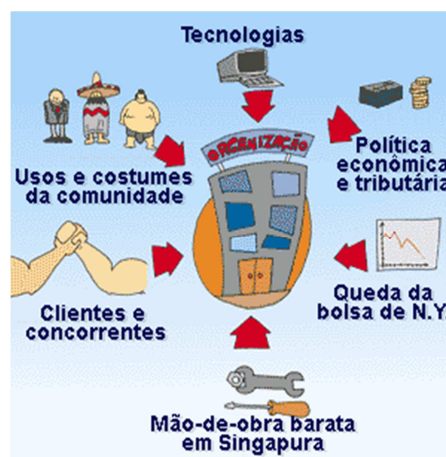 Tecnologias
ORGANIZAÇÃO
Usos e costumes
da comunidade
Política
econômica
e tributária
Clientes e
concorrentes
Queda da
bolsa de N.Y.
Mão-de-obra barata
em Singapura